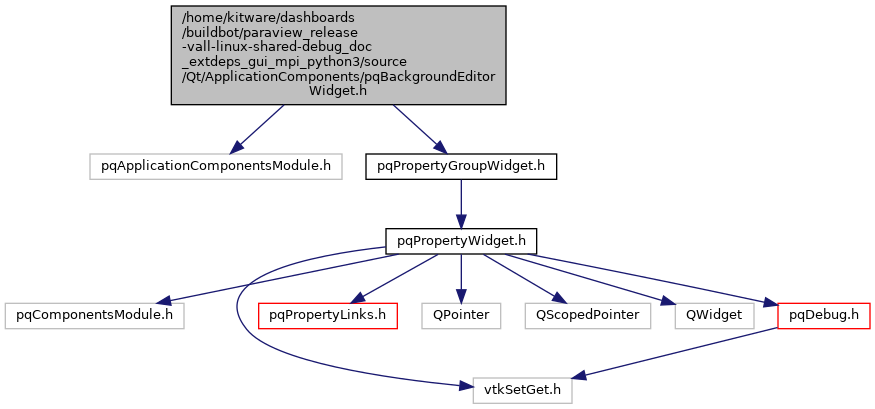 /home/kitware/dashboards
/buildbot/paraview_release
-vall-linux-shared-debug_doc
_extdeps_gui_mpi_python3/source
/Qt/ApplicationComponents/pqBackgroundEditor
Widget.h
pqApplicationComponentsModule.h
pqPropertyGroupWidget.h
pqPropertyWidget.h
pqComponentsModule.h
pqPropertyLinks.h
QPointer
QScopedPointer
QWidget
pqDebug.h
vtkSetGet.h